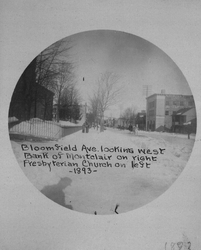 Bloomfield Ave. looking west
Bank of Montclair on right
Presbyterian Church on left
-1893-